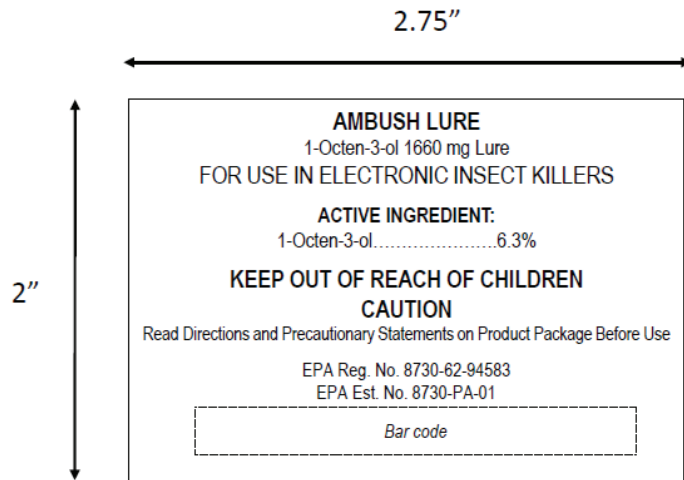 2.75”
2”
AMBUSH LURE
1-Octen-3-ol 1660 mg Lure
FOR USE IN ELECTRONIC INSECT KILLERS
ACTIVE INGREDIENT:
1-Octen-3-ol......................6.3%
KEEP OUT OF REACH OF CHILDREN
CAUTION
Read Directions and Precautionary Statements on Product Package Before Use
EPA Reg. No. 8730-62-94583
EPA Est. No. 8730-PA-01
Bar code